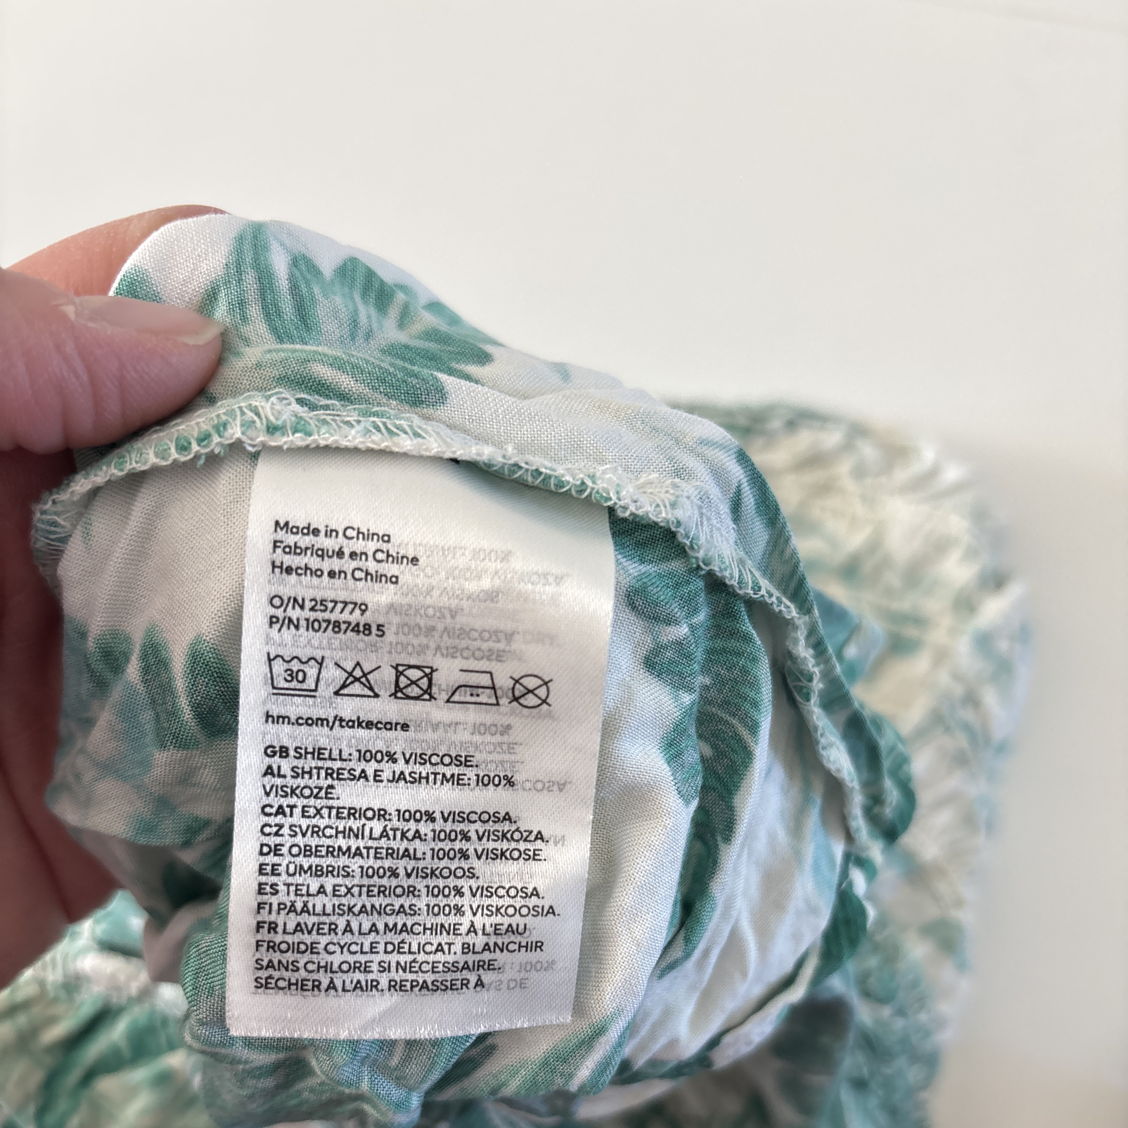 Made in China
Fabriqué en Chine
Hecho en China
O/N 257779
P/N 1078748 5
30
hm.com/takecare
GB SHELL: 100% VISCOSE.
AL SHTRESA E JASHTME: 100%
VISKOZË.
CAT EXTERIOR: 100% VISCOSA.
CZ SVRCHNÍ LÁTKA: 100% VISKÓZA.
DE OBERMATERIAL: 100% VISKOSE.
EE ÜMBRIS: 100% VISKOOS.
ES TELA EXTERIOR: 100% VISCOSA.
FI PÄÄLLISKANGAS: 100% VISKOOSIA.
FR LAVER À LA MACHINE À L'EAU
FROIDE CYCLE DÉLICAT. BLANCHIR
SANS CHLORE SI NÉCESSAIRE.
SÉCHER À L'AIR. REPASSER À